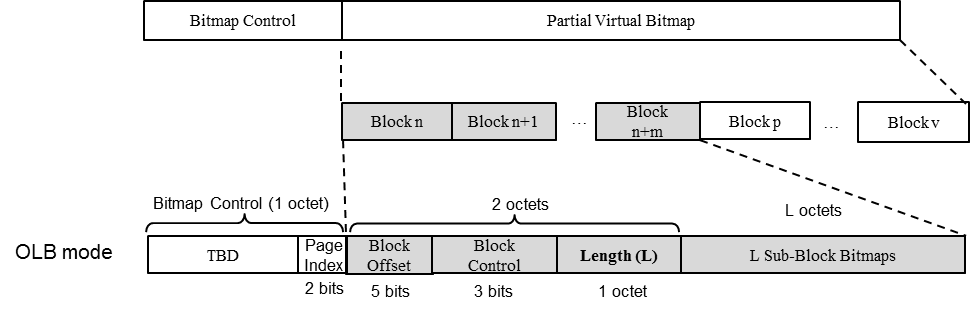 Bitmap Control
Partial Virtual Bitmap
Block n
Block n+1
...
Block
n+m
Block p
...
Block v
Bitmap Control (1 octet)
2 octets
L octets
OLB mode
TBD
Page
Index
Block
Offset
Block
Control
Length (L)
L Sub-Block Bitmaps
2 bits
5 bits
3 bits
1 octet